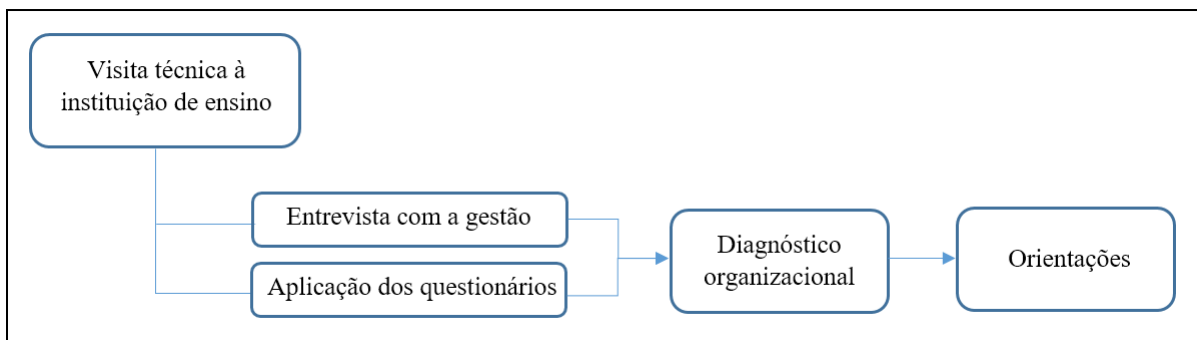 Visita técnica à
instituição de ensino
Entrevista com a gestão
Aplicação dos questionários
Diagnóstico
organizacional
Orientações